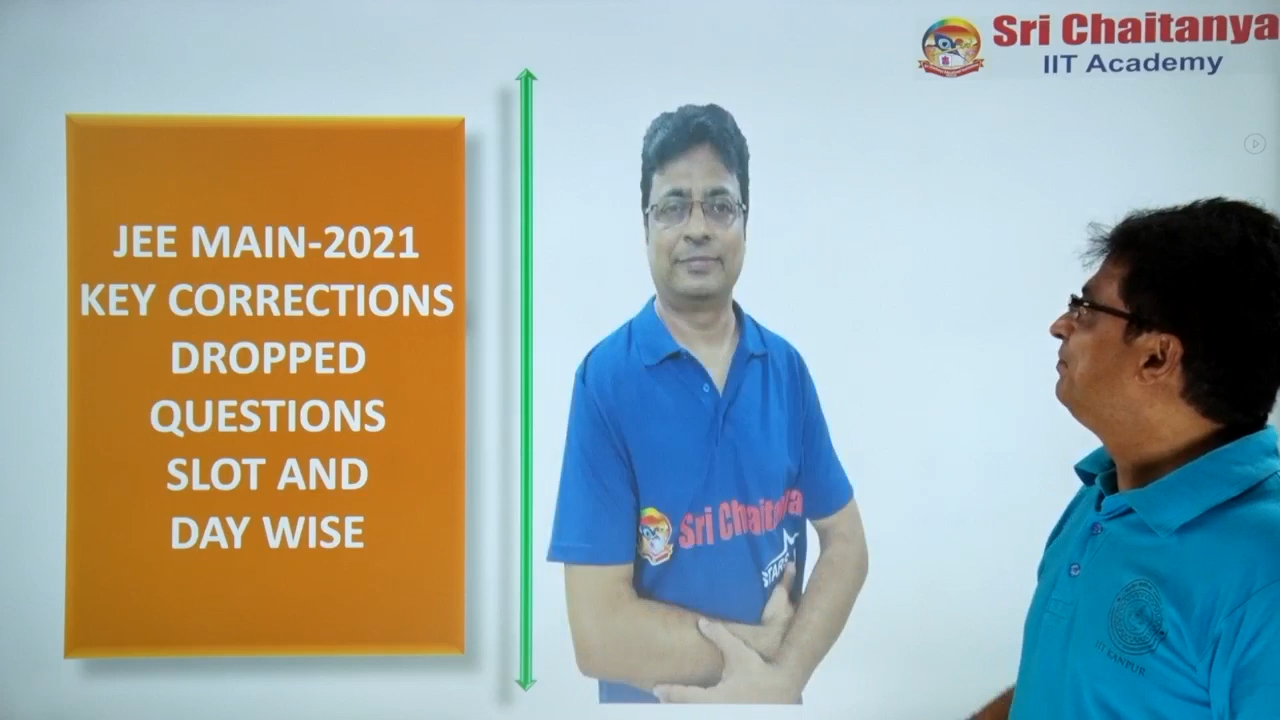 Sri Chaitanya
IIT Academy
JEE MAIN-2021
KEY CORRECTIONS
DROPPED
QUESTIONS
SLOT AND
DAY WISE
Sri Chaitanya
STARS
IIT KANPUR